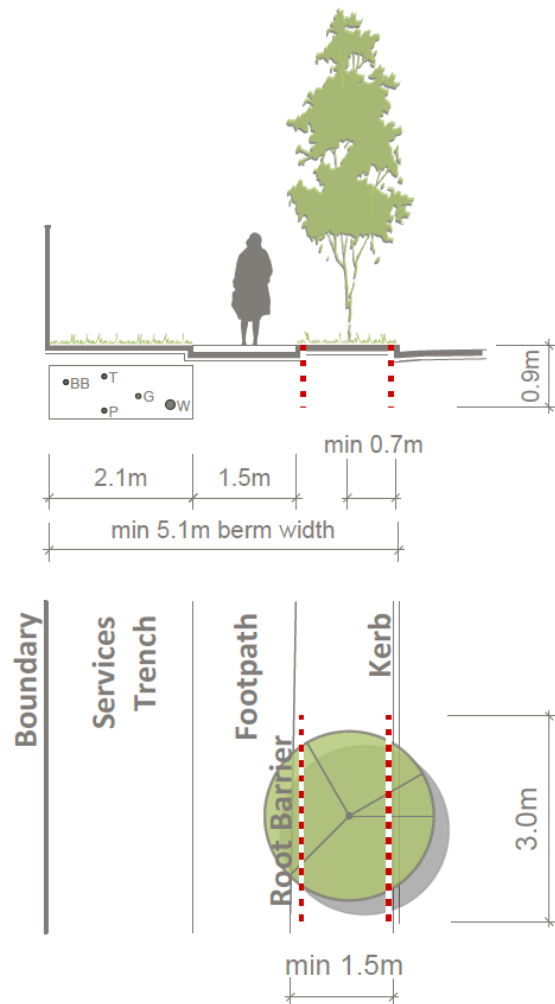 BB
T
G
W
P
0.9m
min 0.7m
2.1m
1.5m
min 5.1m berm width
Boundary
Services
Trench
Footpath
Root Barrier
Kerb
3.0m
min 1.5m